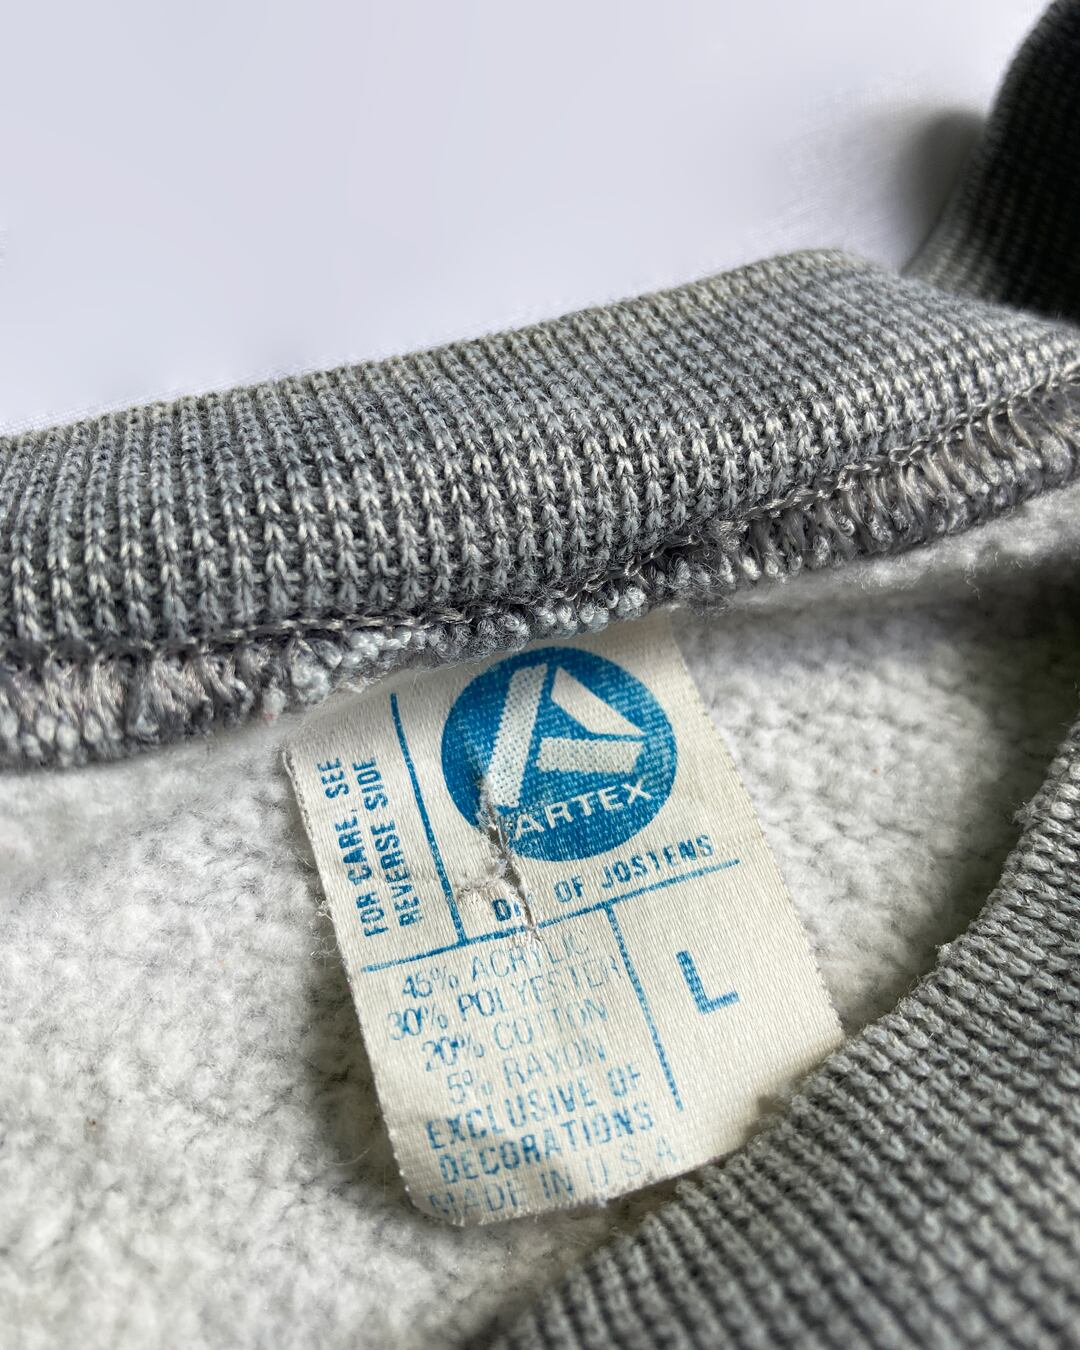 ARTEX
OF JOSTENS
FOR CARE, SEE
REVERSE SIDE
L
45% ACRYLIC
30% POLYESTER
20% COTTON
5% RAYON
EXCLUSIVE OF
DECORATIONS
MADE IN U.S.A.